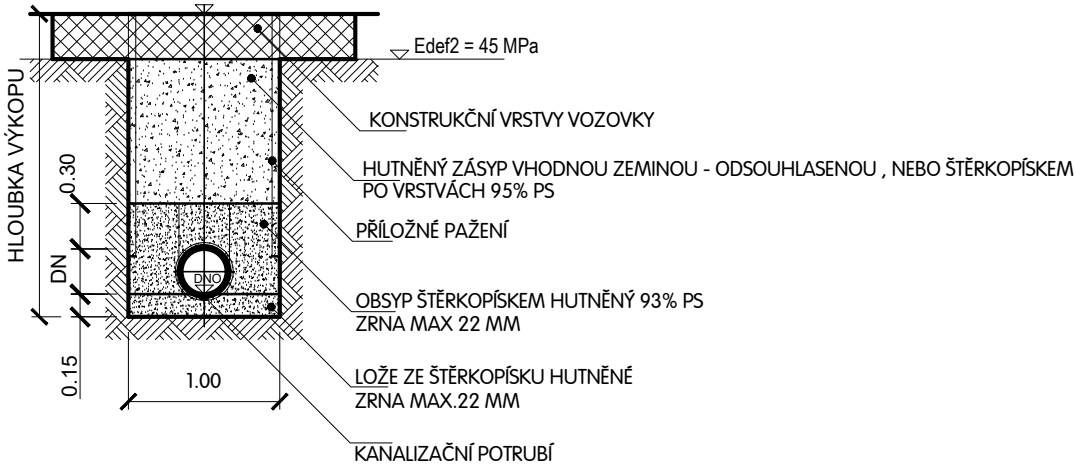 Edef2 = 45 MPa
KONSTRUKČNÍ VRSTVY VOZOVKY
HUTNĚNÝ ZÁSYP VHODNOU ZEMINOU - ODSOUHLASENOU , NEBO ŠTĚRKOPÍSKEM
PO VRSTVÁCH 95% PS
PŘÍLOŽNÉ PAŽENÍ
OBSYP ŠTĚRKOPÍSKEM HUTNĚNÝ 93% PS
ZRNA MAX 22 MM
LOŽE ZE ŠTĚRKOPÍSKU HUTNĚNÉ
ZRNA MAX.22 MM
KANALIZAČNÍ POTRUBÍ
HLOUBKA VÝKOPU
0.30
DN
0.15
1.00
DNO